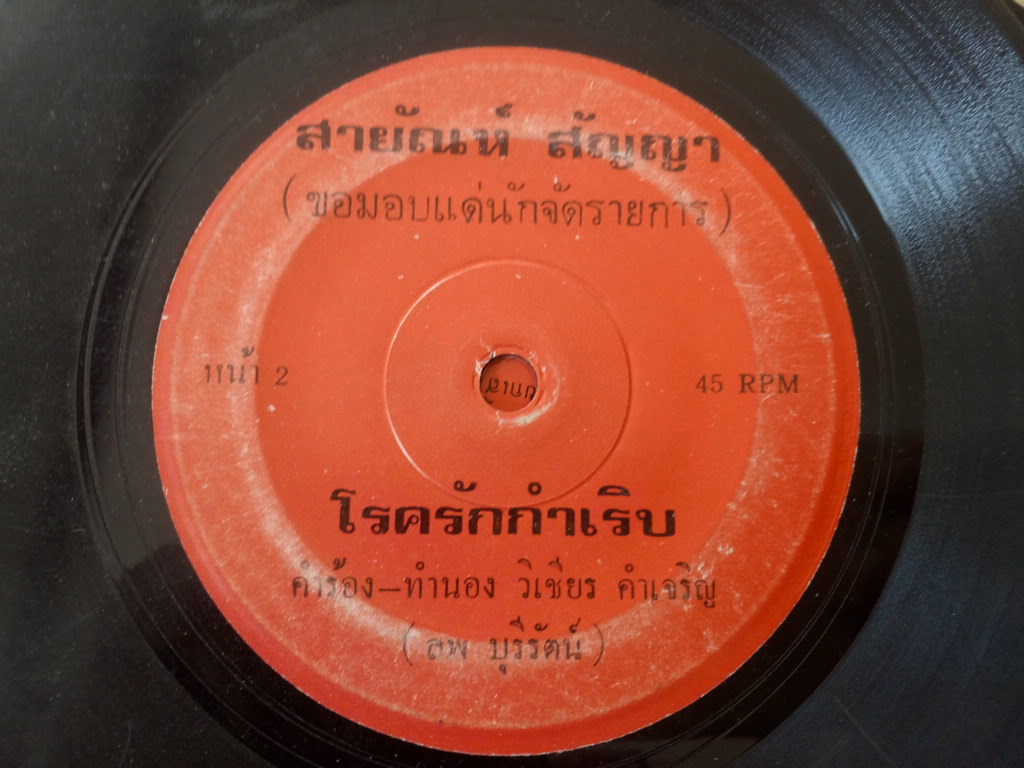 สายัณห์ สัญญา
(ขอมอบแด่นักจัดรายการ)
หน้า 2
45 RPM
โรครักกำเริบ
คำร้อง-ทำนอง วิเชียร คำเจริญ
(ลพ บุรีรัตน์)